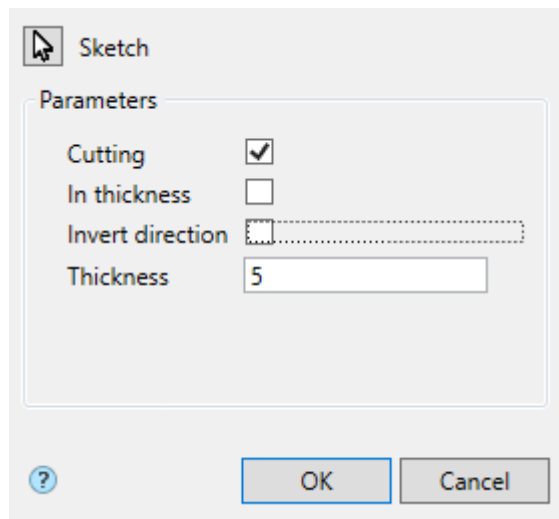 Sketch
Parameters
Cutting
In thickness
Invert direction
Thickness 5
?
OK Cancel